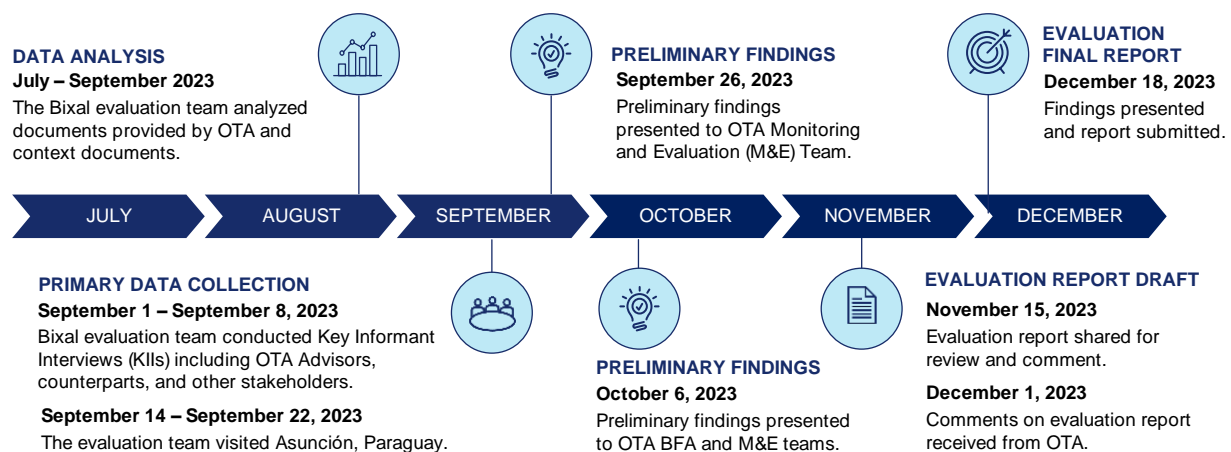 DATA ANALYSIS
July – September 2023
The Bixal evaluation team analyzed
documents provided by OTA and
context documents.
PRELIMINARY FINDINGS
September 26, 2023
Preliminary findings
presented to OTA Monitoring
and Evaluation (M&E) Team.
EVALUATION
FINAL REPORT
December 18, 2023
Findings presented
and report submitted.
JULY
AUGUST
SEPTEMBER
OCTOBER
NOVEMBER
DECEMBER
PRIMARY DATA COLLECTION
September 1 – September 8, 2023
Bixal evaluation team conducted Key Informant
Interviews (KIIs) including OTA Advisors,
counterparts, and other stakeholders.
September 14 – September 22, 2023
The evaluation team visited Asunción, Paraguay.
PRELIMINARY FINDINGS
October 6, 2023
Preliminary findings presented
to OTA BFA and M&E teams.
EVALUATION REPORT DRAFT
November 15, 2023
Evaluation report shared for
review and comment.
December 1, 2023
Comments on evaluation report
received from OTA.